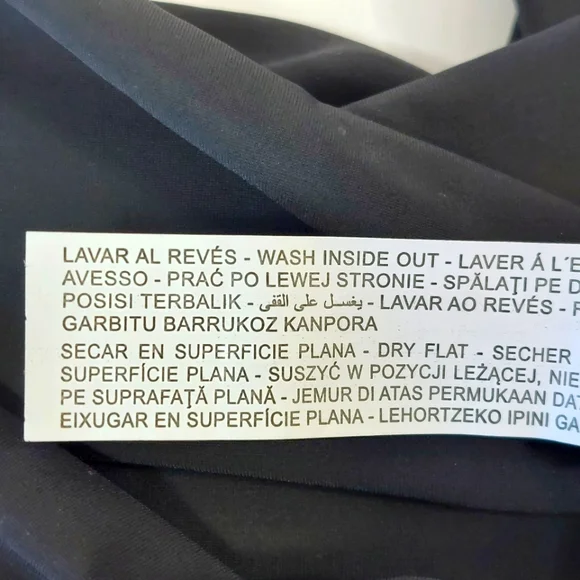 LAVAR AL REVÉS - WASH INSIDE OUT - LAVER Á L´E
AVESSO - PRAĆ PO LEWEJ STRONIE - SPĂLAŢI PE D
POSISI TERBALIK - يغسل على القفى - LAVAR AO REVÉS - F
GARBITU BARRUKOZ KANPORA
SECAR EN SUPERFICIE PLANA - DRY FLAT - SECHER
SUPERFÍCIE PLANA - SUSZYĆ W POZYCJI LEŻĄCEJ, NIE
PE SUPRAFAŢĂ PLANĂ - JEMUR DI ATAS PERMUKAAN DAT
EIXUGAR EN SUPERFÍCIE PLANA - LEHORTZEKO IPINI GA